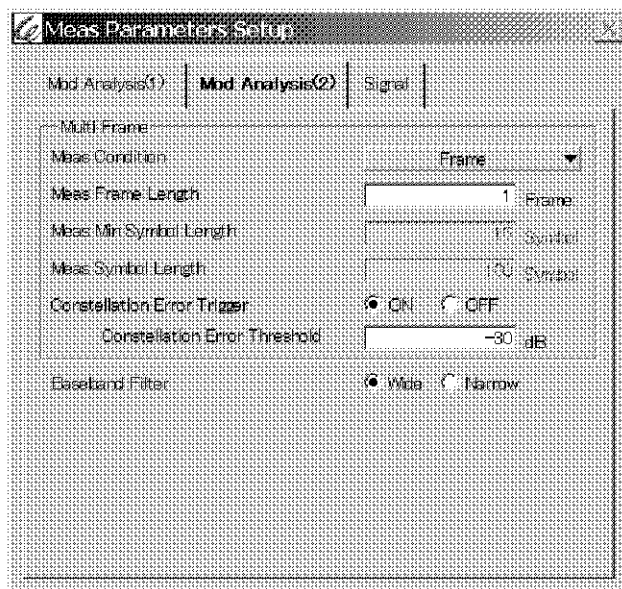 Meas Parameters Setup
Mod Analysis(1) Mod Analysis(2) Signal
Multi Frame
Meas Condition Frame
Meas Frame Length 1 Frame
Meas Min Symbol Length 16 Symbol
Meas Symbol Length 100 Symbol
Constellation Error Trigger ON OFF
Constellation Error Threshold -30 dB
Baseband Filter Wide Narrow